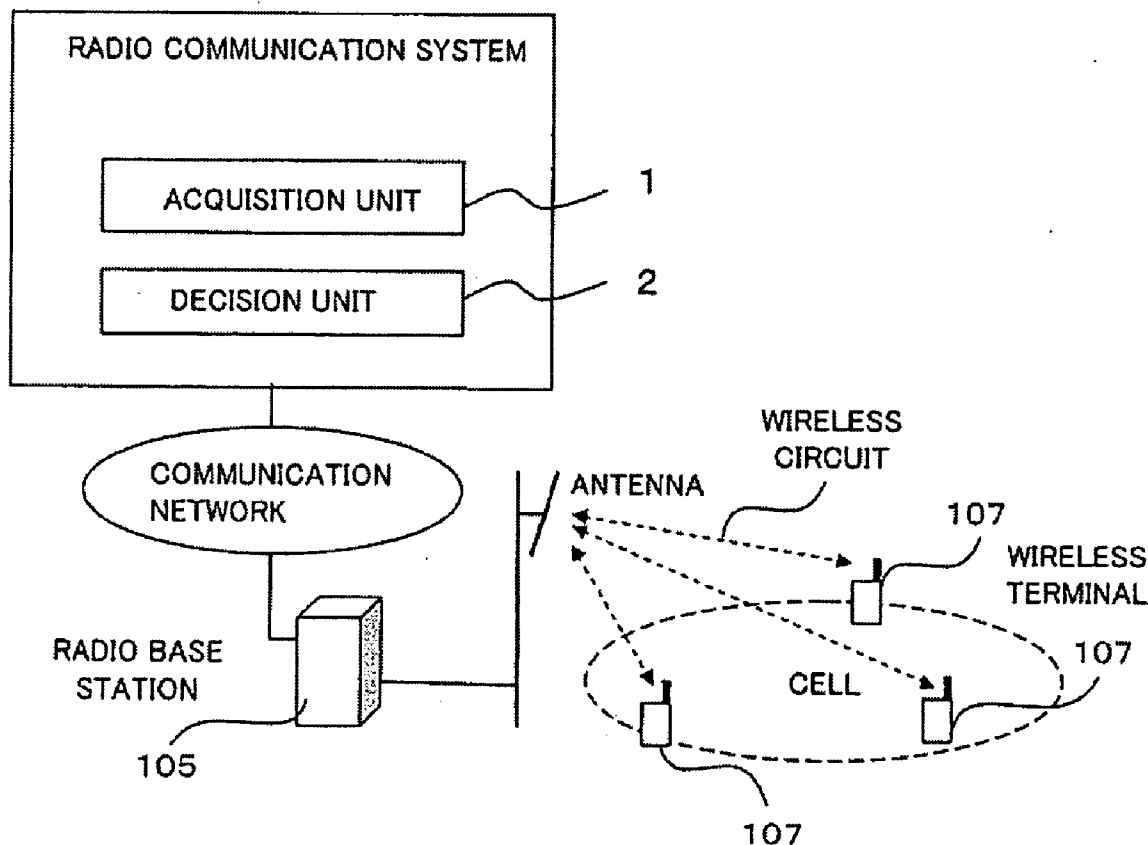 RADIO COMMUNICATION SYSTEM
ACQUISITION UNIT
1
DECISION UNIT
2
COMMUNICATION
NETWORK
ANTENNA
WIRELESS
CIRCUIT
107
WIRELESS
TERMINAL
RADIO BASE
STATION
105
CELL
107
107